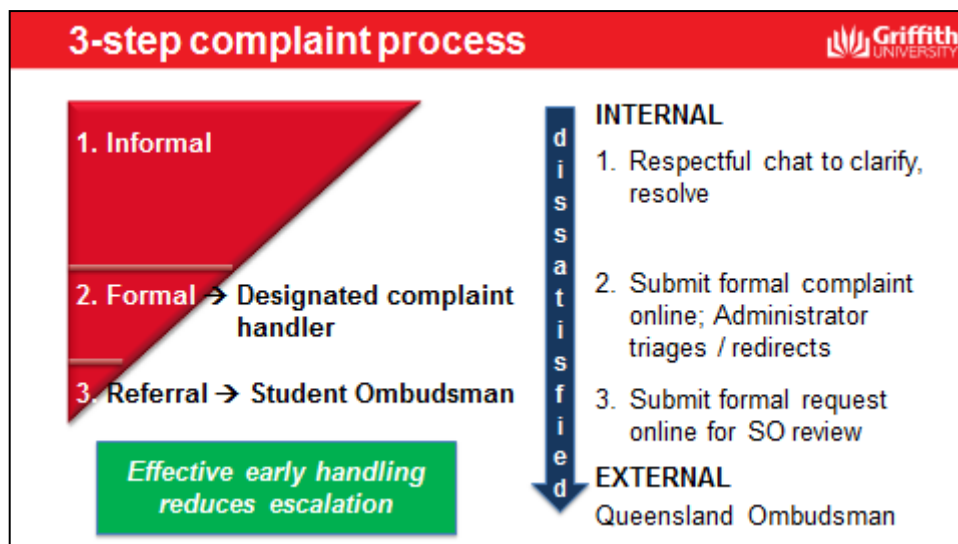 3-step complaint process
Griffith
UNIVERSITY
1. Informal
2. Formal → Designated complaint
handler
3. Referral → Student Ombudsman
Effective early handling
reduces escalation
dissatisfied
INTERNAL
1. Respectful chat to clarify,
resolve
2. Submit formal complaint
online; Administrator
triages / redirects
3. Submit formal request
online for SO review
EXTERNAL
Queensland Ombudsman